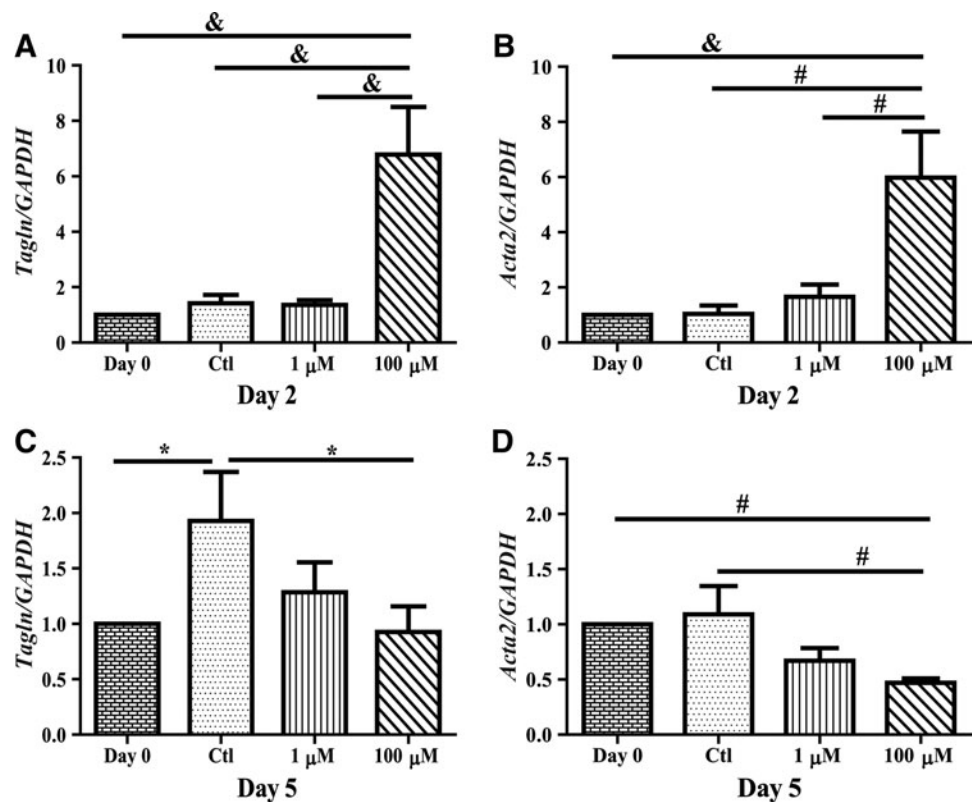 A
&
&
&
10
8
6
4
2
0
Tagln/GAPDH
Day 0 Ctl 1 μM 100 μM
Day 2
B
&
#
#
10
8
6
4
2
0
Acta2/GAPDH
Day 0 Ctl 1 μM 100 μM
Day 2
C
* *
2.5
2.0
1.5
1.0
0.5
0.0
Tagln/GAPDH
Day 0 Ctl 1 μM 100 μM
Day 5
D
#
#
2.5
2.0
1.5
1.0
0.5
0.0
Acta2/GAPDH
Day 0 Ctl 1 μM 100 μM
Day 5